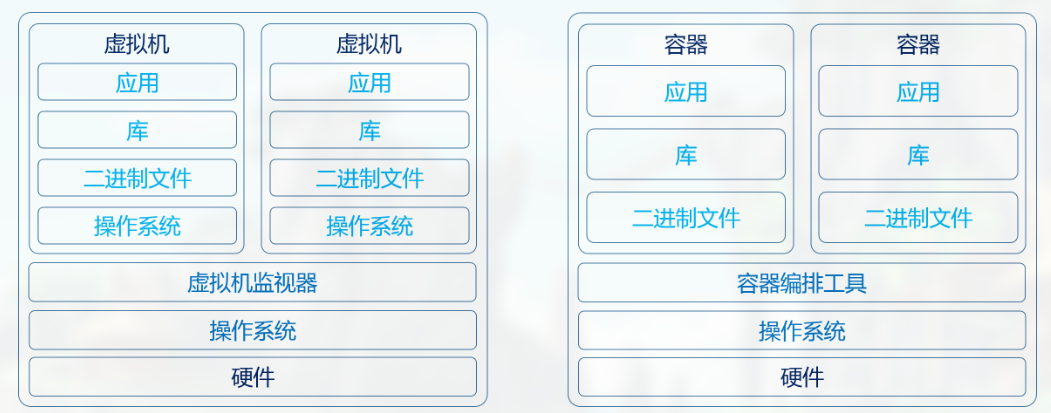 虚拟机
应用
库
二进制文件
操作系统
虚拟机
应用
库
二进制文件
操作系统
虚拟机监视器
操作系统
硬件
容器
应用
库
二进制文件
容器
应用
库
二进制文件
容器编排工具
操作系统
硬件